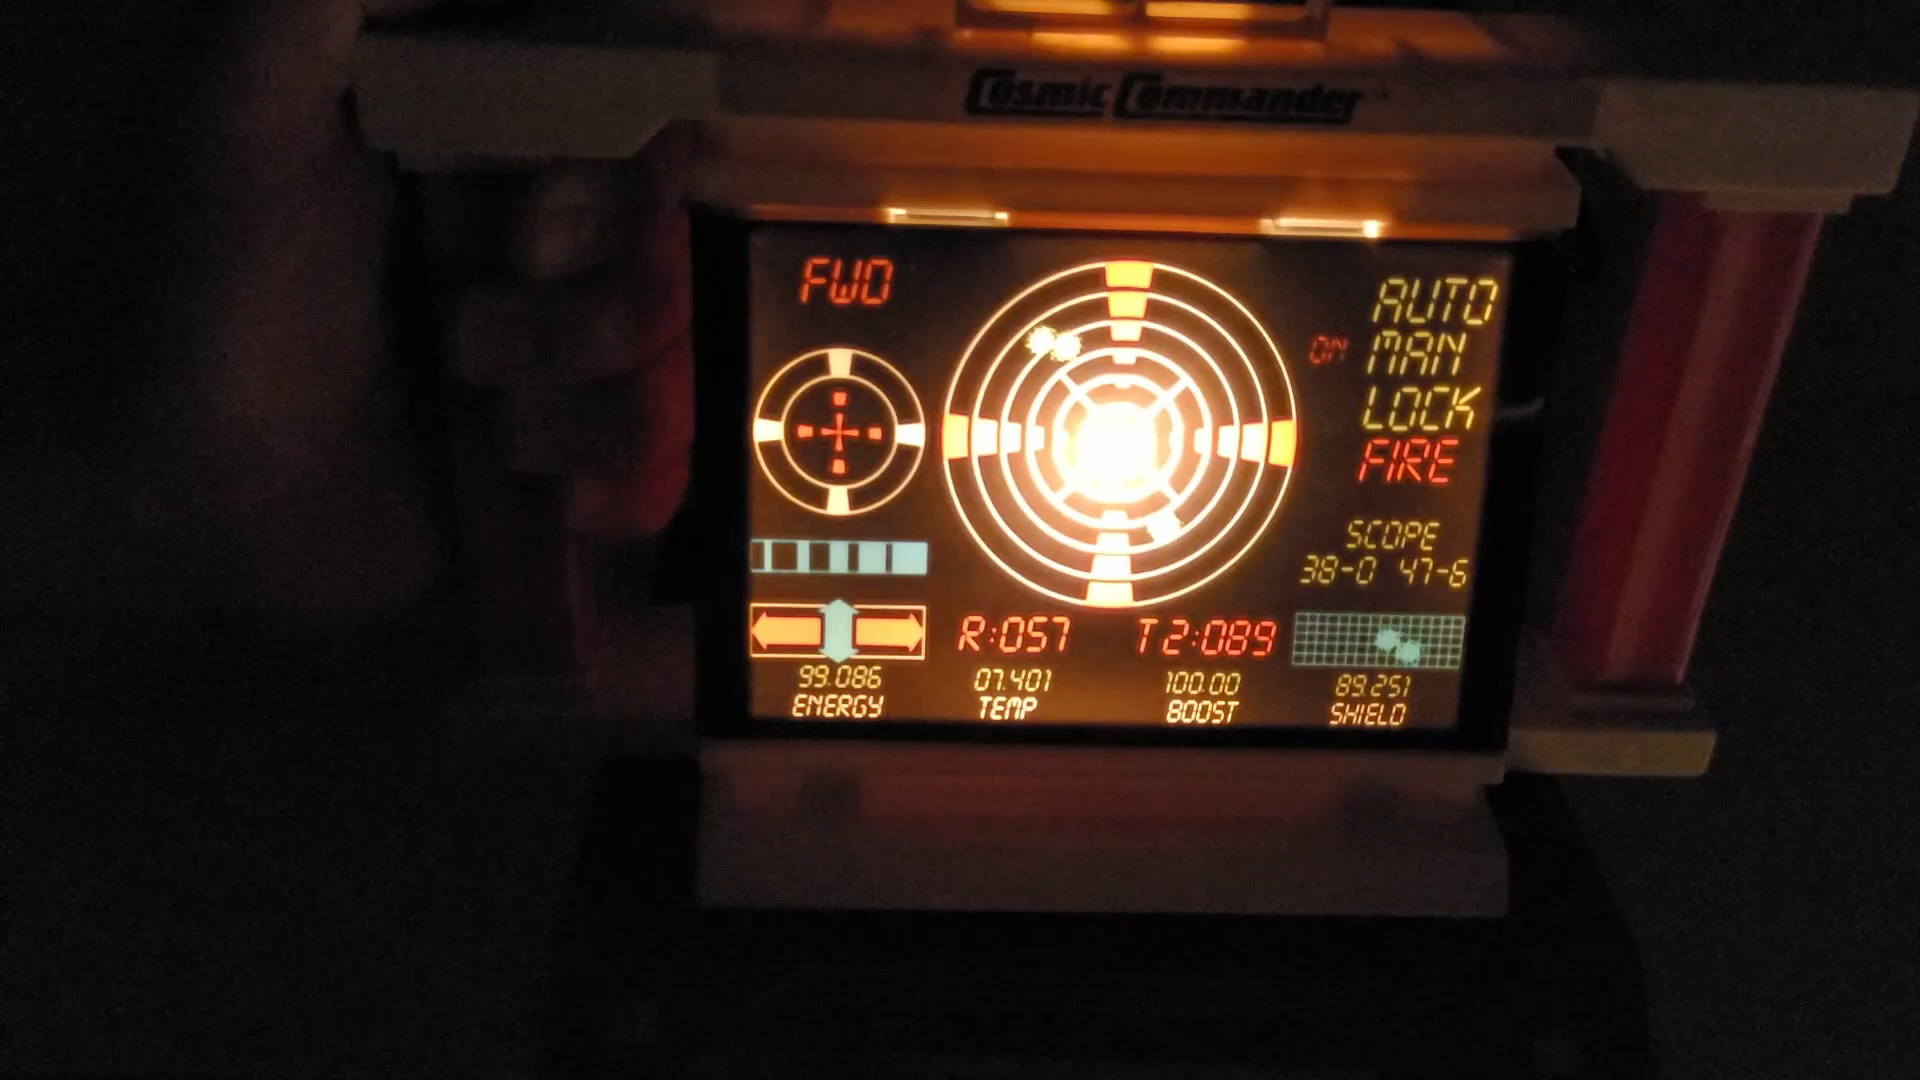 Cosmic Commander
FWD
AUTO
ON MAN
LOCK
FIRE
SCOPE
38-0 47-6
R:057 T2:089
99.086 07.401 100.00 89.251
ENERGY TEMP BOOST SHIELD